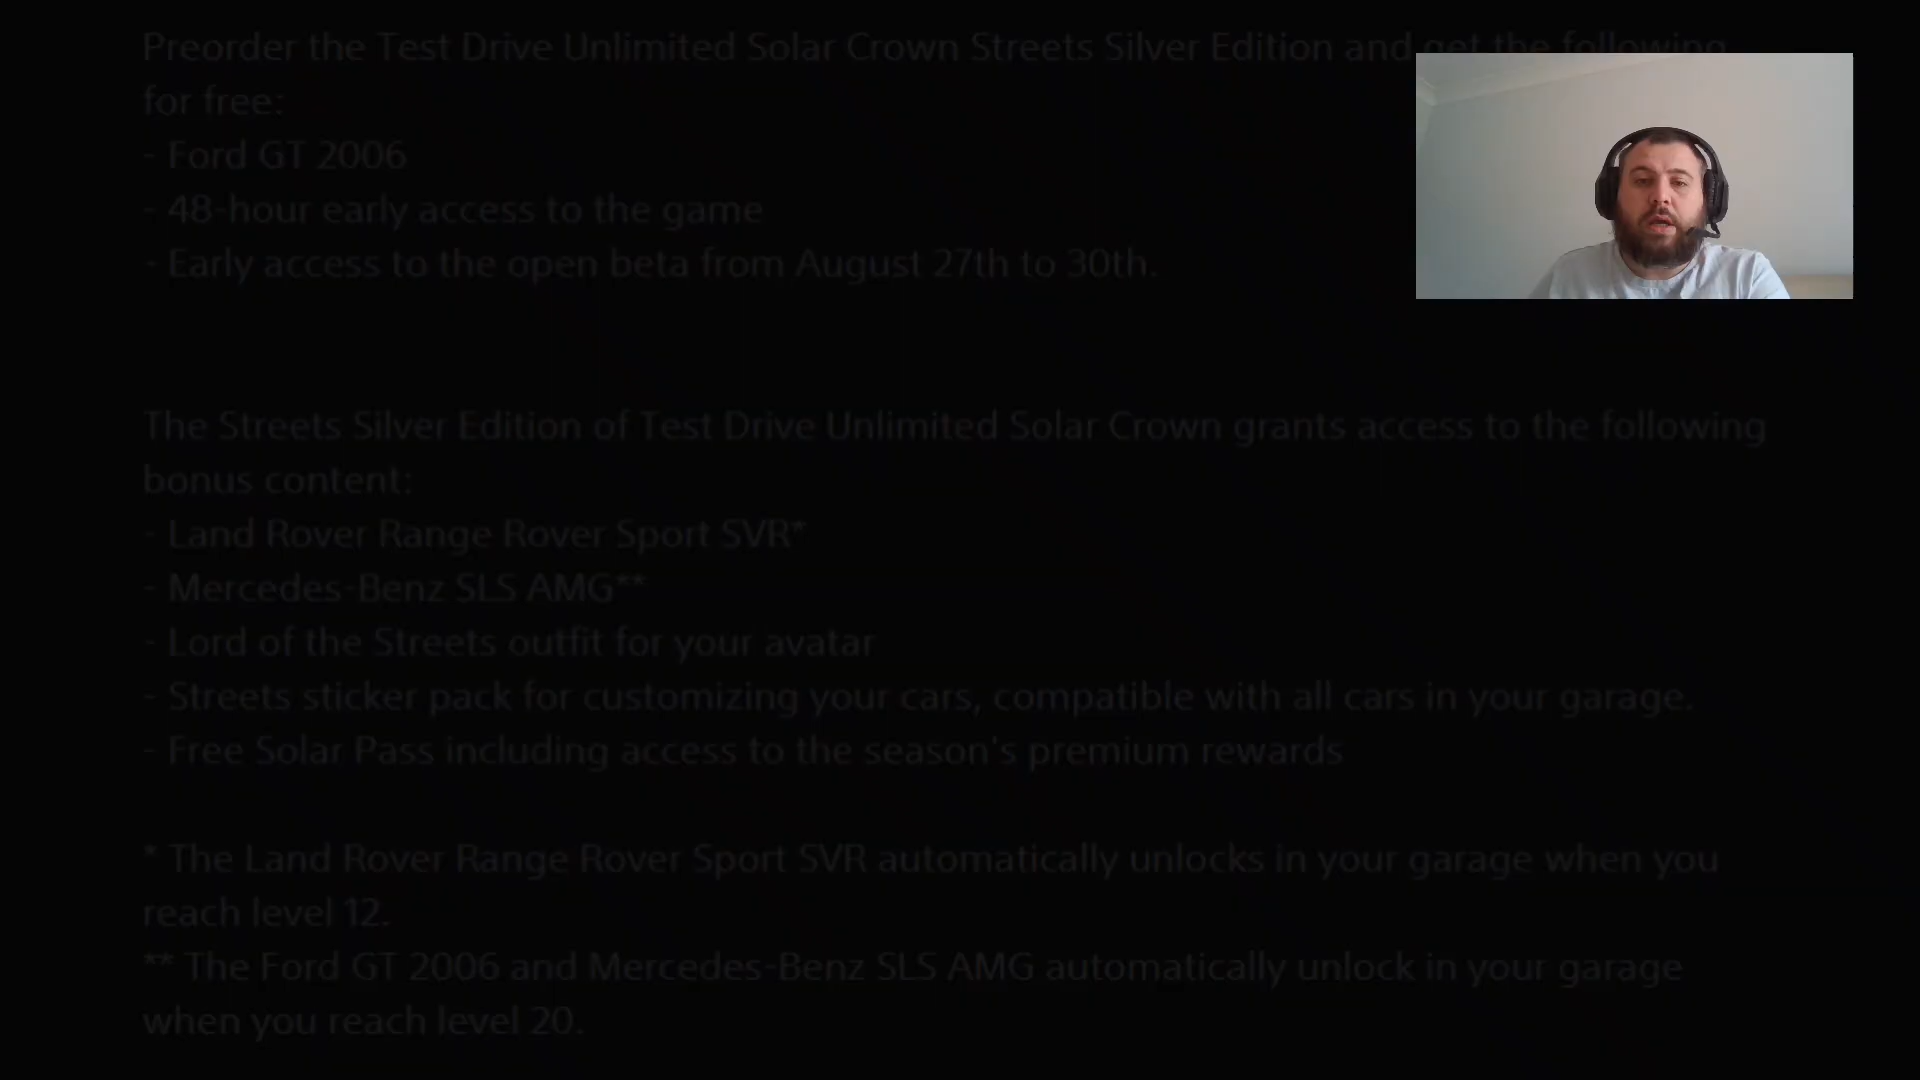 Preorder the Test Drive Unlimited Solar Crown Streets Silver Edition and get the following
for free:
- Ford GT 2006
- 48-hour early access to the game
- Early access to the open beta from August 27th to 30th.
The Streets Silver Edition of Test Drive Unlimited Solar Crown grants access to the following
bonus content:
- Land Rover Range Rover Sport SVR*
- Mercedes-Benz SLS AMG**
- Lord of the Streets outfit for your avatar
- Streets sticker pack for customizing your cars, compatible with all cars in your garage.
- Free Solar Pass including access to the season's premium rewards
* The Land Rover Range Rover Sport SVR automatically unlocks in your garage when you
reach level 12.
** The Ford GT 2006 and Mercedes-Benz SLS AMG automatically unlock in your garage
when you reach level 20.